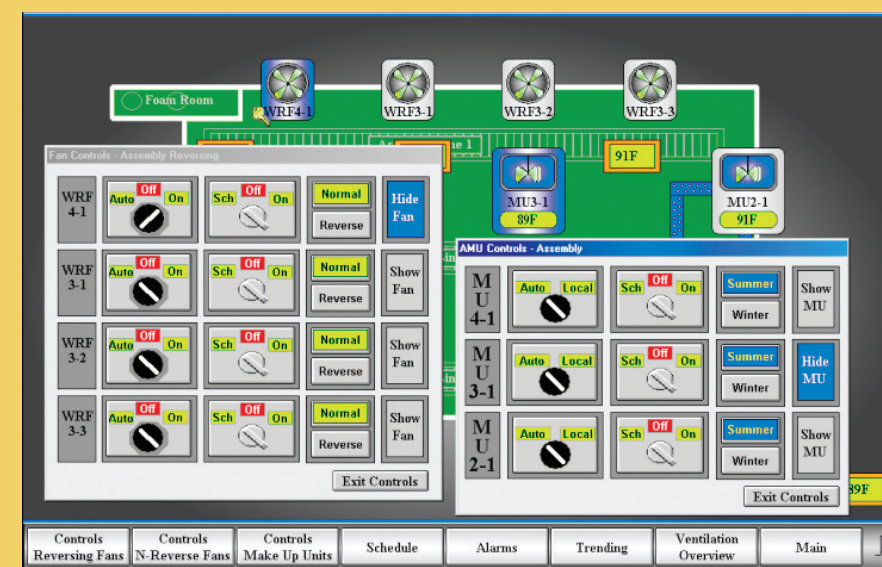 Foam Room
WRF4-1
WRF3-1
WRF3-2
WRF3-3
91F
MU3-1
89F
MU2-1
91F
Fan Controls - Assembly Reversing
WRF
4-1
Auto Off On
Sch Off On
Normal
Reverse
Hide
Fan
WRF
3-1
Auto Off On
Sch Off On
Normal
Reverse
Show
Fan
WRF
3-2
Auto Off On
Sch Off On
Normal
Reverse
Show
Fan
WRF
3-3
Auto Off On
Sch Off On
Normal
Reverse
Show
Fan
Exit Controls
AMU Controls - Assembly
M
U
4-1
Auto Local
Sch Off On
Summer
Winter
Show
MU
M
U
3-1
Auto Local
Sch Off On
Summer
Winter
Hide
MU
M
U
2-1
Auto Local
Sch Off On
Summer
Winter
Show
MU
Exit Controls
89F
Controls
Reversing Fans
Controls
N-Reverse Fans
Controls
Make Up Units
Schedule
Alarms
Trending
Ventilation
Overview
Main